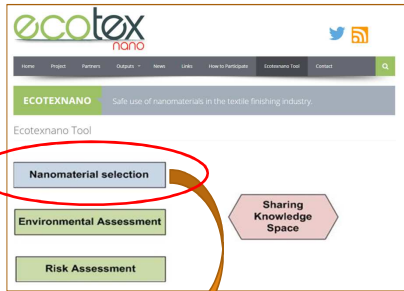 ecotex
nano
Home Project Partners Outputs News Links How to Participate Ecotexnano Tool Contact
ECOTEXNANO Safe use of nanomaterials in the textile finishing industry.
Ecotexnano Tool
Nanomaterial selection
Environmental Assessment
Risk Assessment
Sharing
Knowledge
Space